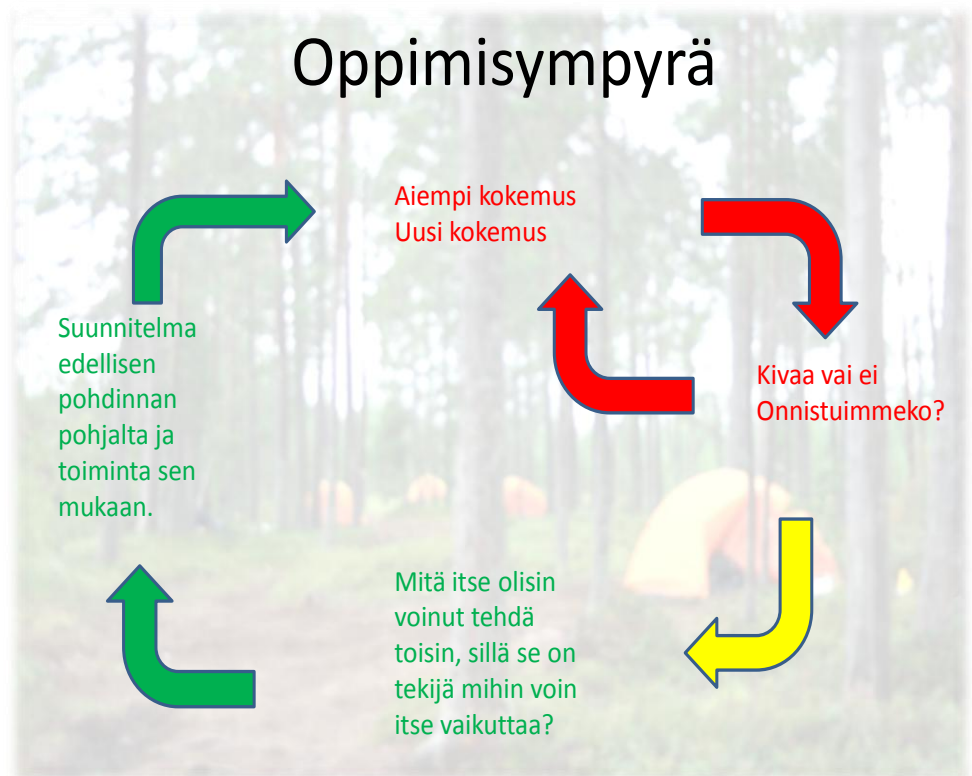 Oppimisympyrä
Aiempi kokemus
Uusi kokemus
Kivaa vai ei
Onnistuimmeko?
Mitä itse olisin
voinut tehdä
toisin, sillä se on
tekijä mihin voin
itse vaikuttaa?
Suunnitelma
edellisen
pohdinnan
pohjalta ja
toiminta sen
mukaan.